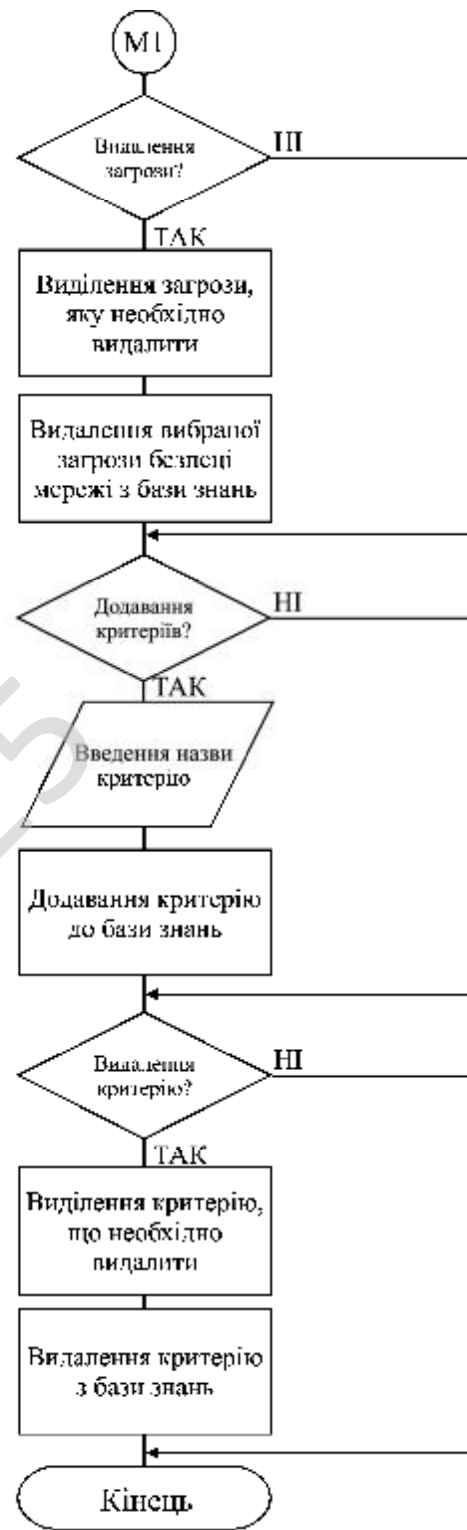 М1
Видалення
загрози?
НІ
ТАК
Виділення загрози,
яку необхідно
видалити
Видалення вибраної
загрози безпеці
мережі з бази знань
Додавання
критеріїв?
НІ
ТАК
Введення назви
критерію
Додавання критерію
до бази знань
Видалення
критерію?
НІ
ТАК
Виділення критерію,
що необхідно
видалити
Видалення критерію
з бази знань
Кінець